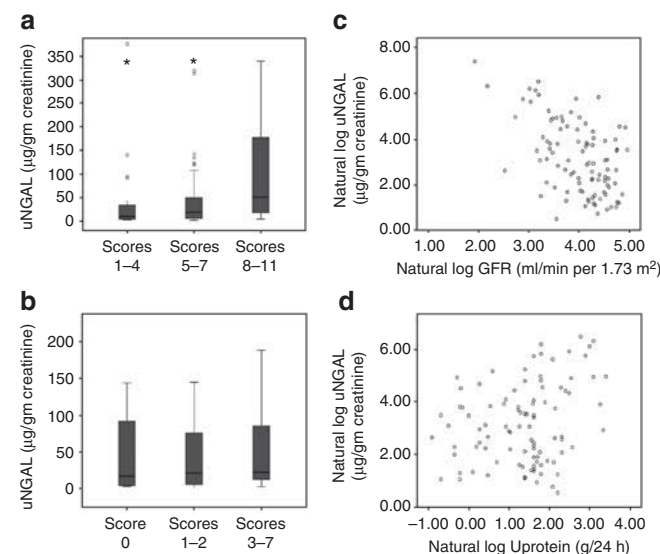 a
uNGAL (μg/gm creatinine)
350
300
250
200
150
100
50
0
*
*
Scores
1–4
Scores
5–7
Scores
8–11
b
uNGAL (μg/gm creatinine)
200
150
100
50
0
Score
0
Scores
1–2
Scores
3–7
c
Natural log uNGAL
(μg/gm creatinine)
8.00
6.00
4.00
2.00
0.00
1.00 2.00 3.00 4.00 5.00
Natural log GFR (ml/min per 1.73 m²)
d
Natural log uNGAL
(μg/gm creatinine)
6.00
4.00
2.00
0.00
–1.00 0.00 1.00 2.00 3.00 4.00
Natural log Uprotein (g/24 h)